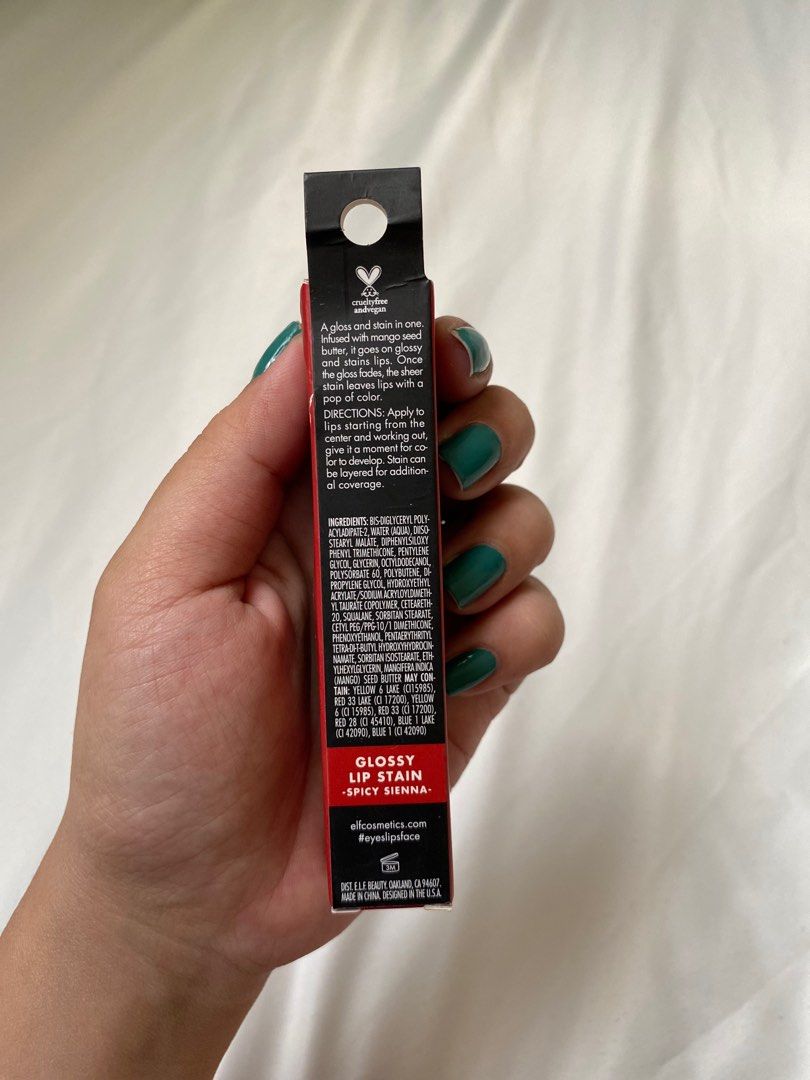 crueltyfree
andvegan
A gloss and stain in one.
Infused with mango seed
butter, it goes on glossy
and stains lips. Once
the gloss fades, the sheer
stain leaves lips with a
pop of color.
DIRECTIONS: Apply to
lips starting from the
center and working out,
give it a moment for co-
lor to develop. Stain can
be layered for addition-
al coverage.
INGREDIENTS: BIS-DIGLYCERYL POLY-
ACYLADIPATE-2, WATER (AQUA), DIISO-
STEARYL MALATE, DIPHENYLSILOXY
PHENYL TRIMETHICONE, PENTYLENE
GLYCOL, GLYCERIN, OCTYLDODECANOL,
POLYSORBATE 60, POLYBUTENE, DI-
PROPYLENE GLYCOL, HYDROXYETHYL
ACRYLATE/SODIUM ACRYLOYLDIMETH-
YL TAURATE COPOLYMER, CETEARETH-
20, SQUALANE, SORBITAN STEARATE,
CETYL PEG/PPG-10/1 DIMETHICONE,
PHENOXYETHANOL, PENTAERYTHRITYL
TETRA-DI-T-BUTYL HYDROXYHYDROCIN-
NAMATE, SORBITAN ISOSTEARATE, ETH-
YLHEXYLGLYCERIN, MANGIFERA INDICA
(MANGO) SEED BUTTER MAY CON-
TAIN: YELLOW 6 LAKE (CI15985),
RED 33 LAKE (CI 17200), YELLOW
6 (CI 15985), RED 33 (CI 17200),
RED 28 (CI 45410), BLUE 1 LAKE
(CI 42090), BLUE 1 (CI 42090)
GLOSSY
LIP STAIN
-SPICY SIENNA-
elfcosmetics.com
#eyeslipsface
3M
DIST. E.L.F. BEAUTY. OAKLAND, CA 94607.
MADE IN CHINA. DESIGNED IN THE U.S.A.